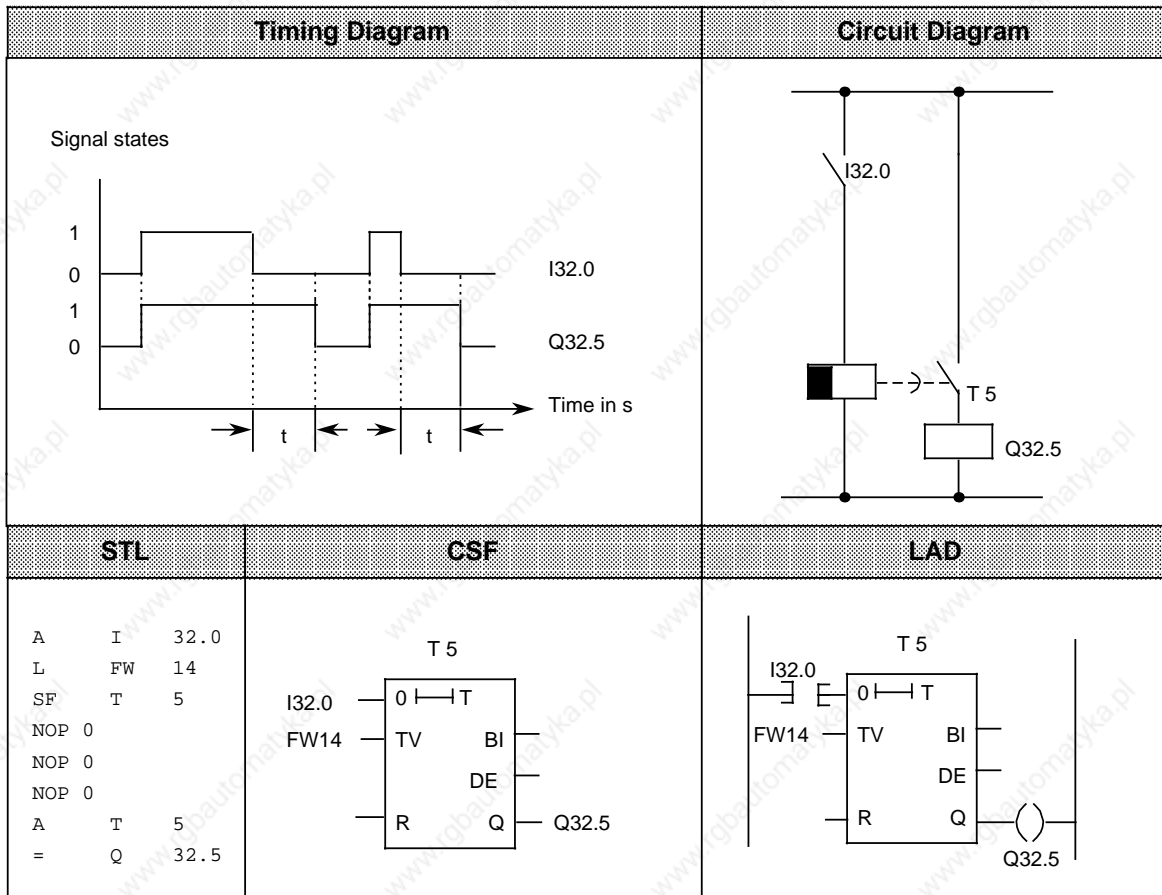 Timing Diagram
Circuit Diagram
Signal states
1
0
I32.0
1
0
Q32.5
Time in s
t
t
I32.0
T 5
Q32.5
STL
CSF
LAD
A I 32.0
L FW 14
SF T 5
NOP 0
NOP 0
NOP 0
A T 5
= Q 32.5
T 5
I32.0
0 T
FW14
TV
BI
DE
R
Q
Q32.5
T 5
I32.0
0 T
FW14
TV
BI
DE
R
Q
Q32.5
www.rgbautomatyka.pl